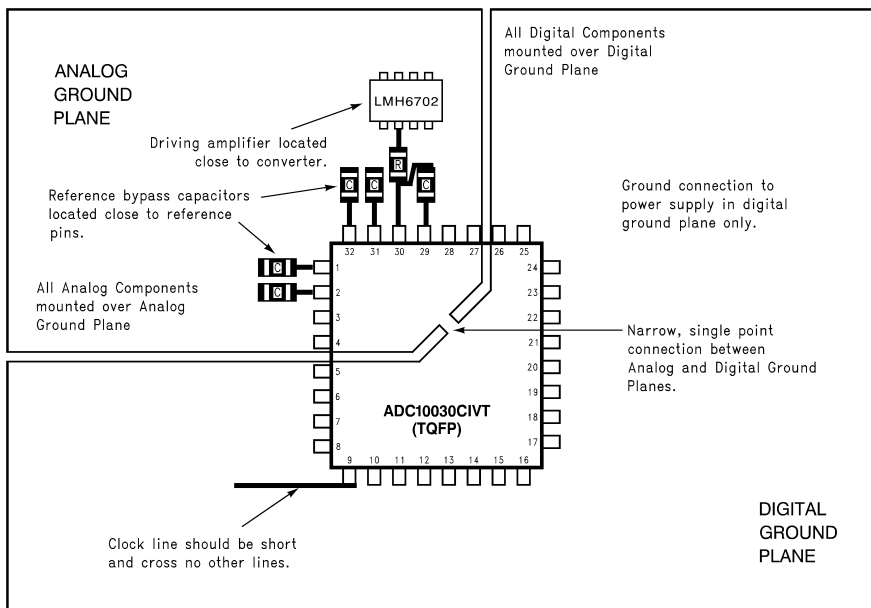 All Digital Components
mounted over Digital
Ground Plane
ANALOG
GROUND
PLANE
LMH6702
Driving amplifier located
close to converter.
R
C
C
C
Reference bypass capacitors
located close to reference
pins.
Ground connection to
power supply in digital
ground plane only.
32
31
30
29
28
27
26
25
C
C
1
2
3
4
5
6
7
8
24
23
22
21
20
19
18
17
All Analog Components
mounted over Analog
Ground Plane
Narrow, single point
connection between
Analog and Digital Ground
Planes.
ADC10030CIVT
(TQFP)
9
10
11
12
13
14
15
16
Clock line should be short
and cross no other lines.
DIGITAL
GROUND
PLANE